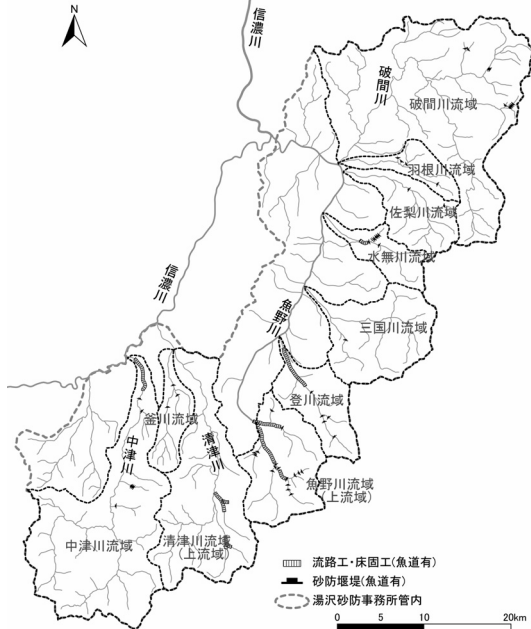 N
信濃川
破間川
破間川流域
羽根川流域
佐梨川流域
水無川流域
信濃川
魚野川
三国川流域
登川流域
釜川流域
中津川
清津川
魚野川流域
(上流域)
中津川流域
清津川流域
(上流域)
流路工・床固工(魚道有)
砂防堰堤(魚道有)
湯沢砂防事務所管内
0 10 20km